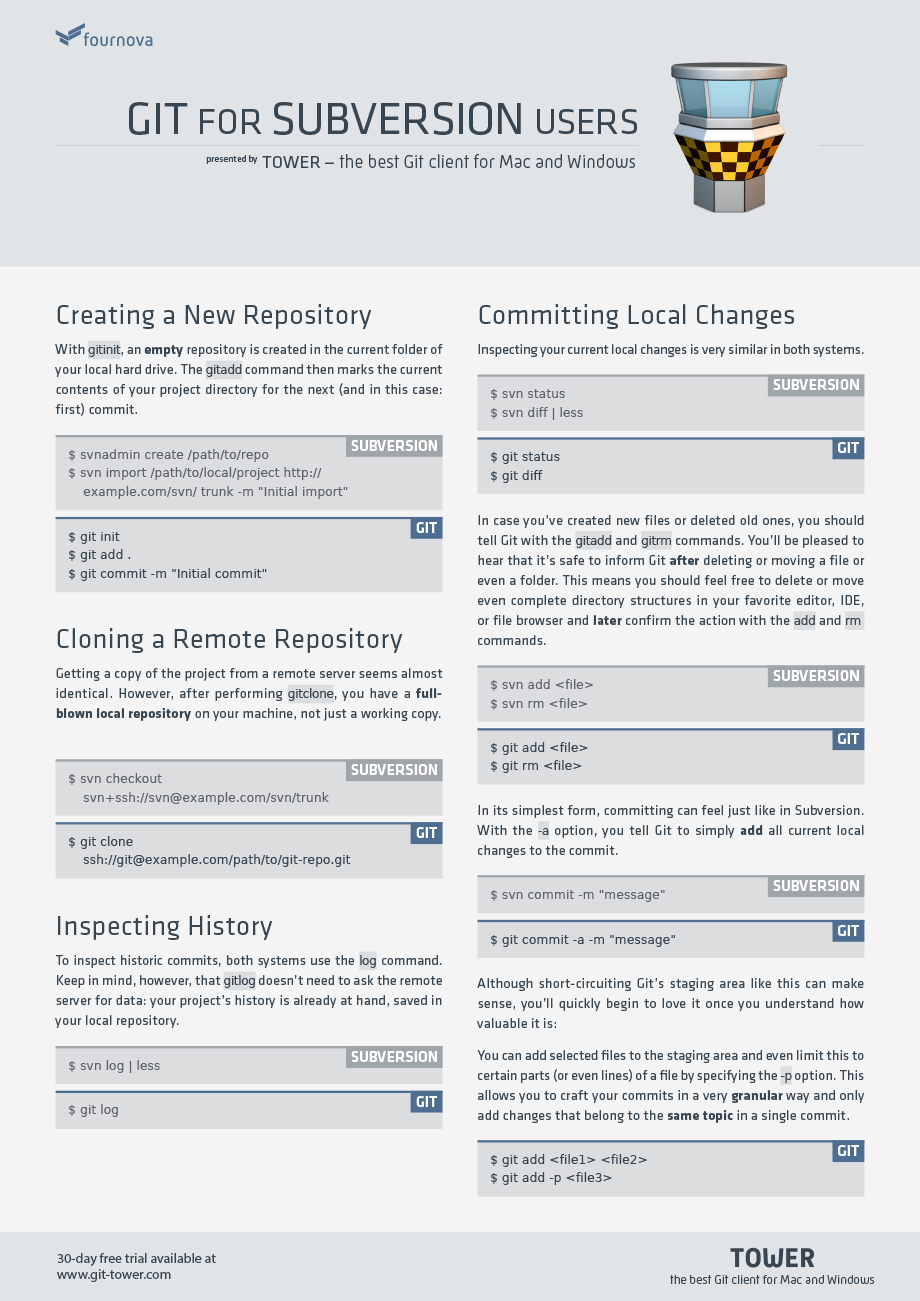 fournova
GIT FOR SUBVERSION USERS
presented by TOWER – the best Git client for Mac and Windows
Creating a New Repository
With gitinit, an empty repository is created in the current folder of
your local hard drive. The gitadd command then marks the current
contents of your project directory for the next (and in this case:
first) commit.
SUBVERSION
$ svnadmin create /path/to/repo
$ svn import /path/to/local/project http://
example.com/svn/ trunk -m "Initial import"
GIT
$ git init
$ git add .
$ git commit -m "Initial commit"
Cloning a Remote Repository
Getting a copy of the project from a remote server seems almost
identical. However, after performing gitclone, you have a full-
blown local repository on your machine, not just a working copy.
SUBVERSION
$ svn checkout
svn+ssh://svn@example.com/svn/trunk
GIT
$ git clone
ssh://git@example.com/path/to/git-repo.git
Inspecting History
To inspect historic commits, both systems use the log command.
Keep in mind, however, that gitlog doesn't need to ask the remote
server for data: your project's history is already at hand, saved in
your local repository.
SUBVERSION
$ svn log | less
GIT
$ git log
Committing Local Changes
Inspecting your current local changes is very similar in both systems.
SUBVERSION
$ svn status
$ svn diff | less
GIT
$ git status
$ git diff
In case you've created new files or deleted old ones, you should
tell Git with the gitadd and gitrm commands. You'll be pleased to
hear that it's safe to inform Git after deleting or moving a file or
even a folder. This means you should feel free to delete or move
even complete directory structures in your favorite editor, IDE,
or file browser and later confirm the action with the add and rm
commands.
SUBVERSION
$ svn add <file>
$ svn rm <file>
GIT
$ git add <file>
$ git rm <file>
In its simplest form, committing can feel just like in Subversion.
With the -a option, you tell Git to simply add all current local
changes to the commit.
SUBVERSION
$ svn commit -m "message"
GIT
$ git commit -a -m "message"
Although short-circuiting Git's staging area like this can make
sense, you'll quickly begin to love it once you understand how
valuable it is:
You can add selected files to the staging area and even limit this to
certain parts (or even lines) of a file by specifying the -p option. This
allows you to craft your commits in a very granular way and only
add changes that belong to the same topic in a single commit.
GIT
$ git add <file1> <file2>
$ git add -p <file3>
30-day free trial available at
www.git-tower.com
TOWER
the best Git client for Mac and Windows